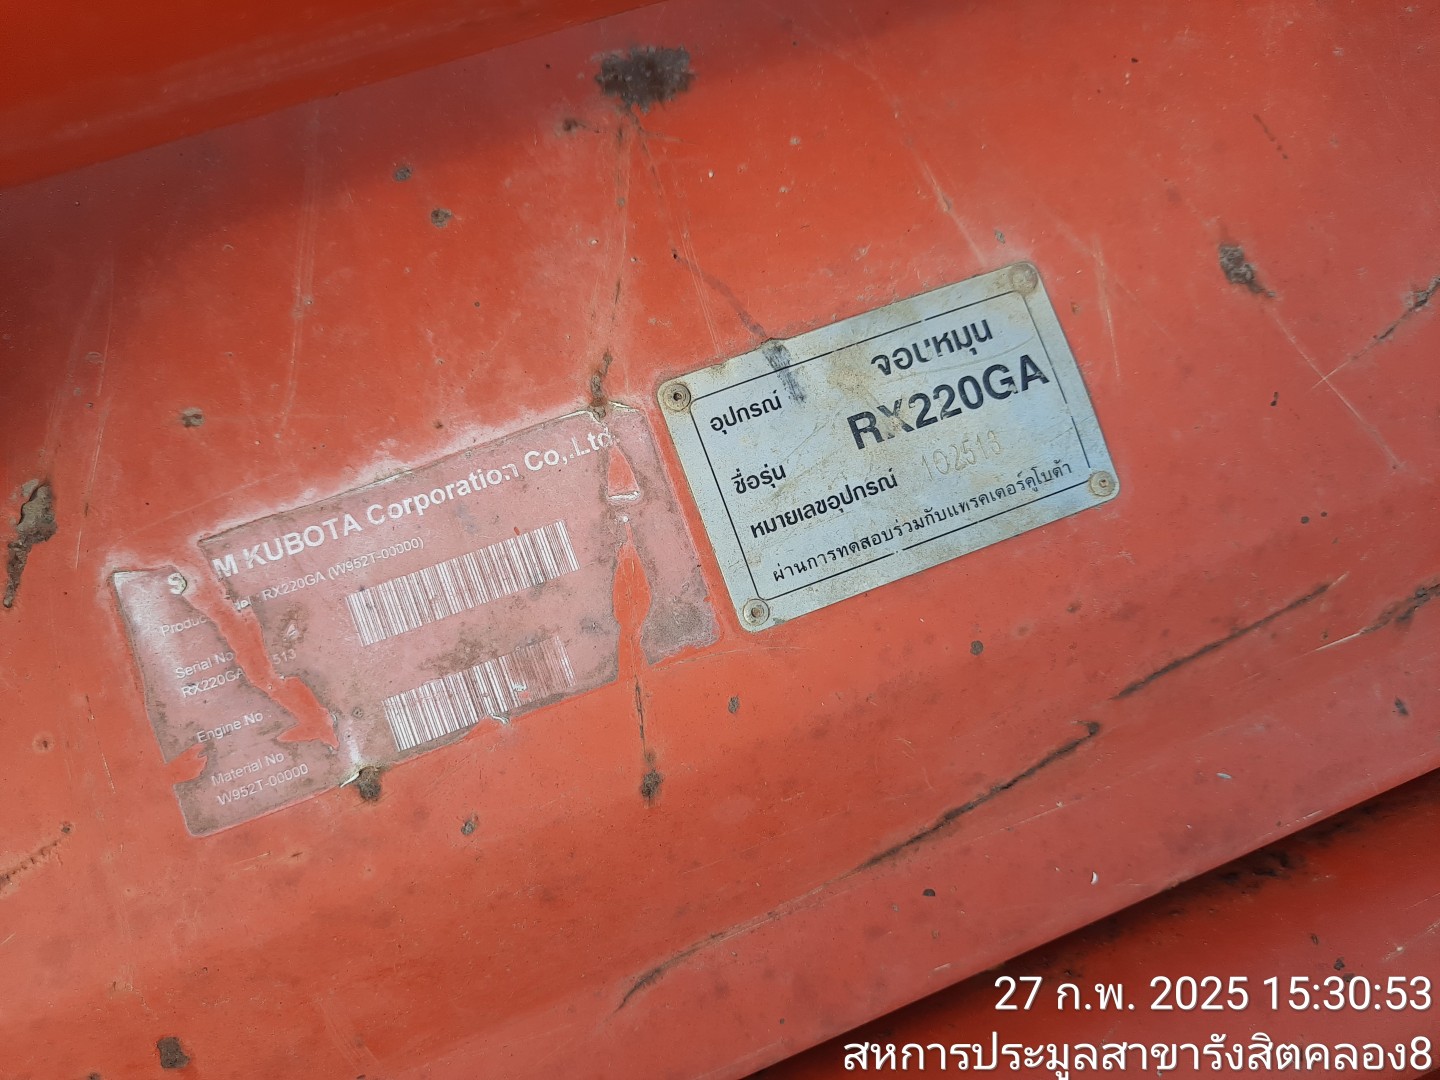 S M KUBOTA Corporation Co,.Ltd.
RX220GA (W952T-00000)
Serial No
RX220GA 513
Engine No
Material No
W952T-00000
อุปกรณ์ จอบหมุน
ชื่อรุ่น RX220GA
หมายเลขอุปกรณ์ 102513
ผ่านการทดสอบร่วมกับแทรคเตอร์คูโบต้า
27 ก.พ. 2025 15:30:53
สหการประมูลสาขารังสิตคลอง8